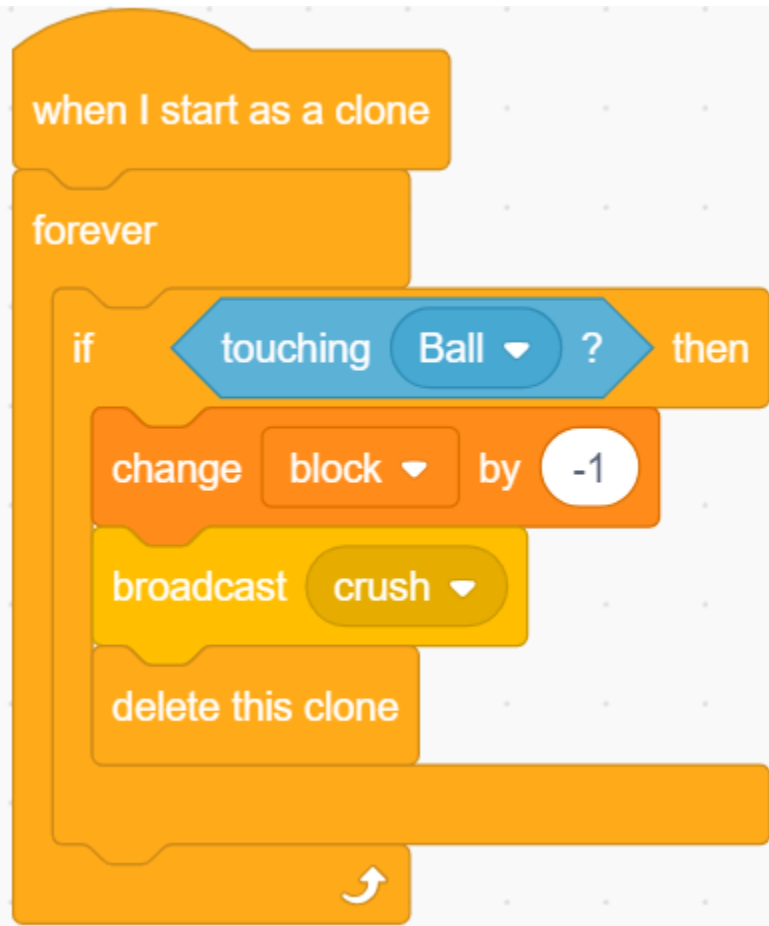 when I start as a clone
forever
if touching Ball ? then
change block by -1
broadcast crush
delete this clone